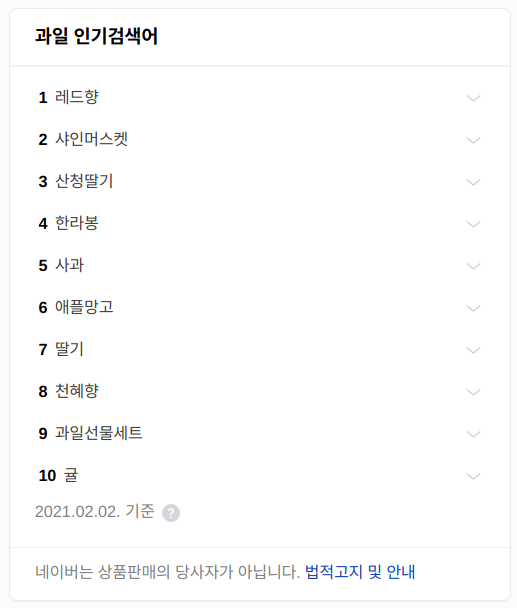 과일 인기검색어
1 레드향
2 샤인머스켓
3 산청딸기
4 한라봉
5 사과
6 애플망고
7 딸기
8 천혜향
9 과일선물세트
10 귤
2021.02.02. 기준 ?
네이버는 상품판매의 당사자가 아닙니다. 법적고지 및 안내